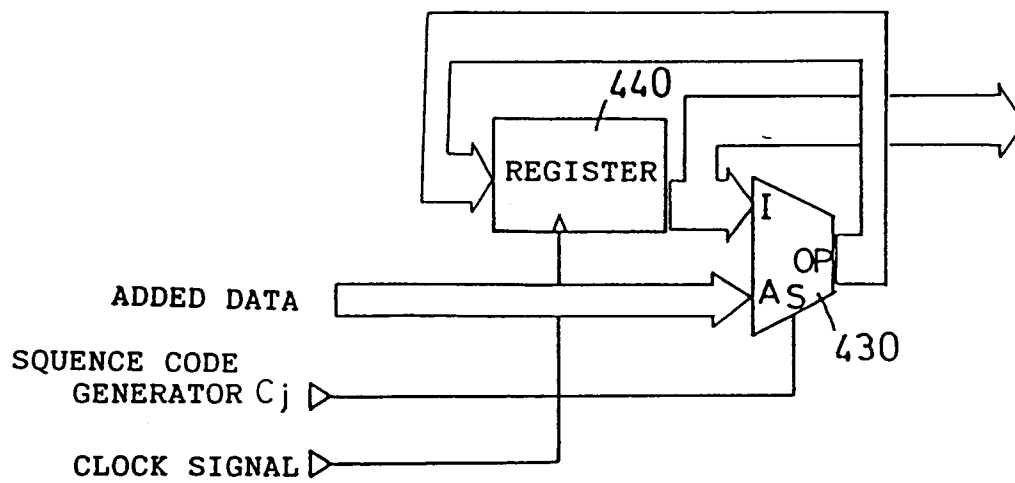 440
REGISTER
I
OP
A S
430
ADDED DATA
SQUENCE CODE
GENERATOR Cj
CLOCK SIGNAL